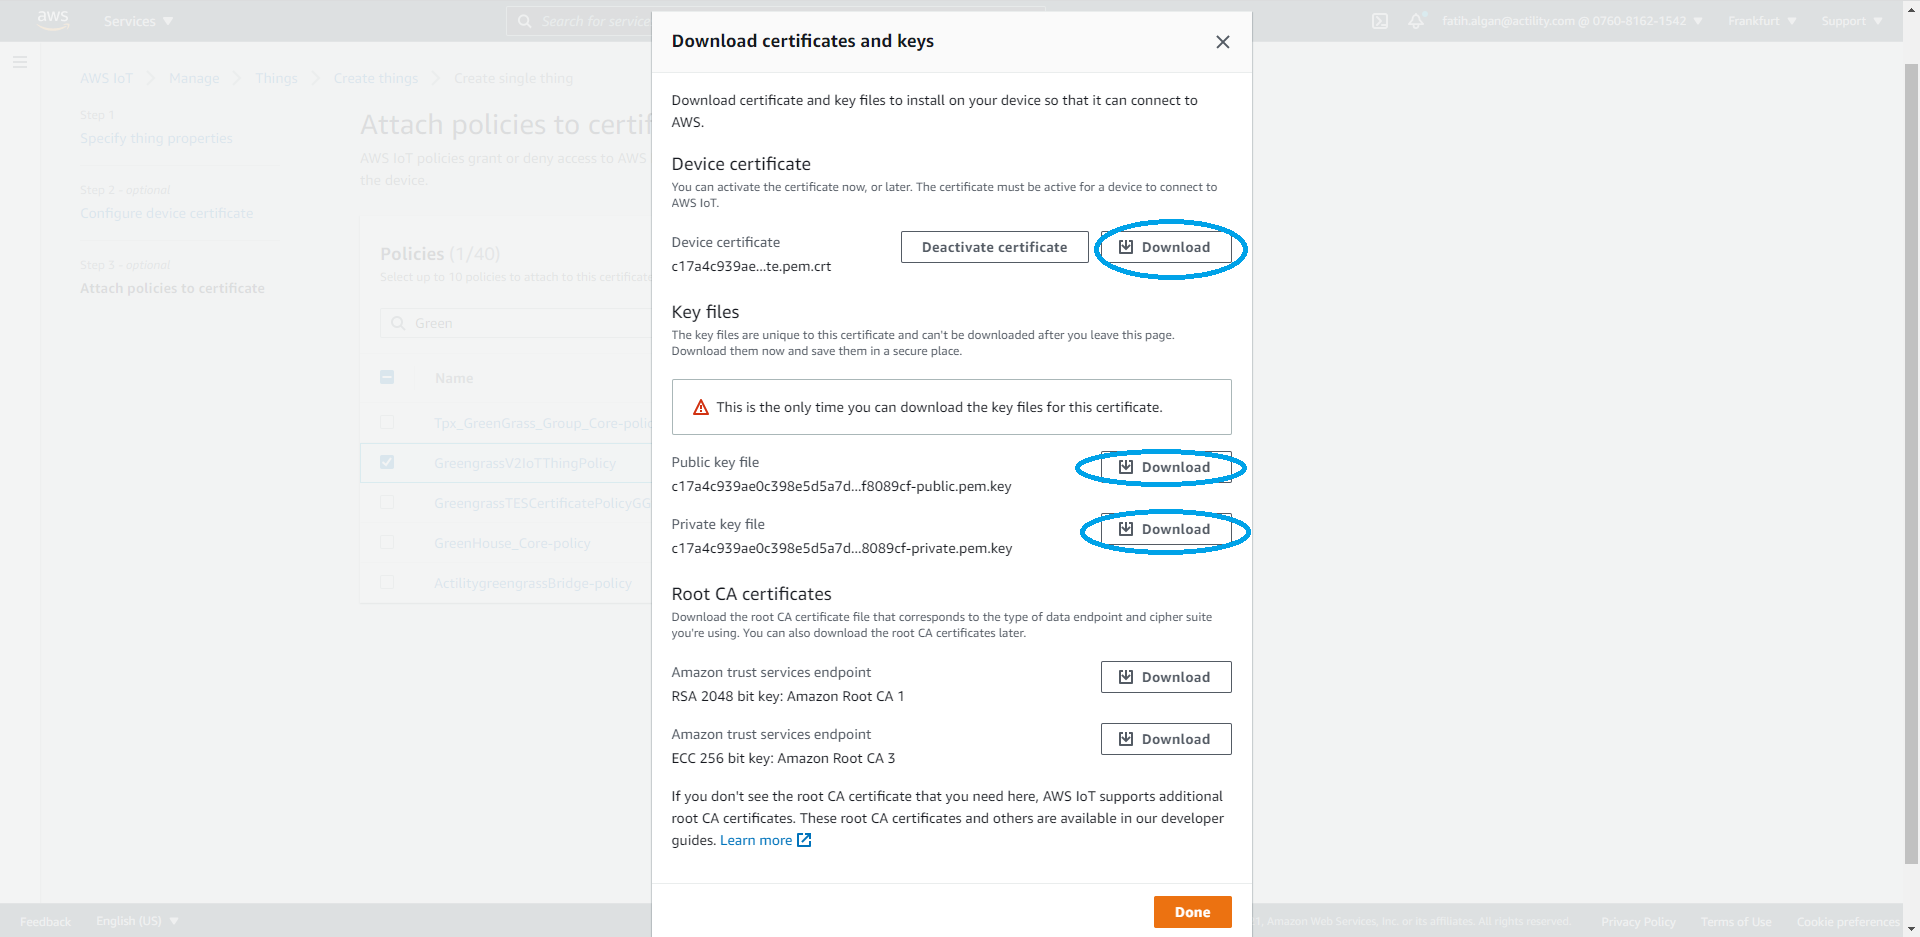 aws
Services
Search for service
fatih.algan@actility.com @ 0760-8162-1542
Frankfurt
Support
AWS IoT
Manage
Things
Create things
Create single thing
Step 1
Specify thing properties
Step 2 - optional
Configure device certificate
Step 3 - optional
Attach policies to certificate
Attach policies to certif
AWS IoT policies grant or deny access to AWS
the device.
Policies (1/40)
Select up to 10 policies to attach to this certificate
Green
Name
Tpx_GreenGrass_Group_Core-polic
GreengrassV2IoTThingPolicy
GreengrassTESCertificatePolicyGG
GreenHouse_Core-policy
ActilitygreengrassBridge-policy
Download certificates and keys
Download certificate and key files to install on your device so that it can connect to
AWS.
Device certificate
You can activate the certificate now, or later. The certificate must be active for a device to connect to
AWS IoT.
Device certificate
c17a4c939ae...te.pem.crt
Deactivate certificate
Download
Key files
The key files are unique to this certificate and can't be downloaded after you leave this page.
Download them now and save them in a secure place.
This is the only time you can download the key files for this certificate.
Public key file
c17a4c939ae0c398e5d5a7d...f8089cf-public.pem.key
Download
Private key file
c17a4c939ae0c398e5d5a7d...8089cf-private.pem.key
Download
Root CA certificates
Download the root CA certificate file that corresponds to the type of data endpoint and cipher suite
you're using. You can also download the root CA certificates later.
Amazon trust services endpoint
RSA 2048 bit key: Amazon Root CA 1
Download
Amazon trust services endpoint
ECC 256 bit key: Amazon Root CA 3
Download
If you don't see the root CA certificate that you need here, AWS IoT supports additional
root CA certificates. These root CA certificates and others are available in our developer
guides. Learn more
Done
Feedback
English (US)
1, Amazon Web Services, Inc. or its affiliates. All rights reserved.
Privacy Policy
Terms of Use
Cookie preferences